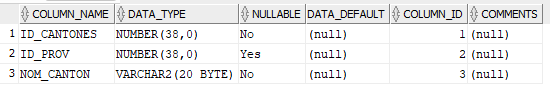 COLUMN_NAME DATA_TYPE NULLABLE DATA_DEFAULT COLUMN_ID COMMENTS
1 ID_CANTONES NUMBER(38,0) No (null) 1 (null)
2 ID_PROV NUMBER(38,0) Yes (null) 2 (null)
3 NOM_CANTON VARCHAR2(20 BYTE) No (null) 3 (null)